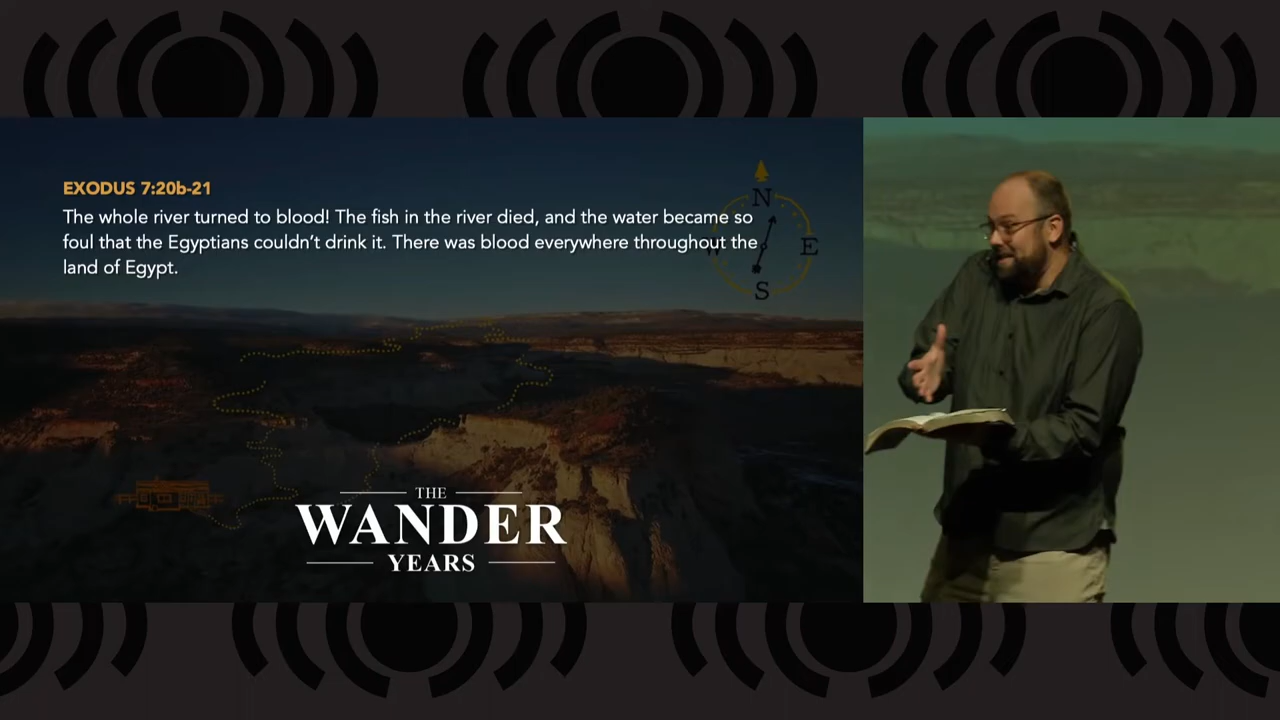 EXODUS 7:20b-21
The whole river turned to blood! The fish in the river died, and the water became so
foul that the Egyptians couldn’t drink it. There was blood everywhere throughout the
land of Egypt.
N
W
E
S
THE
WANDER
YEARS